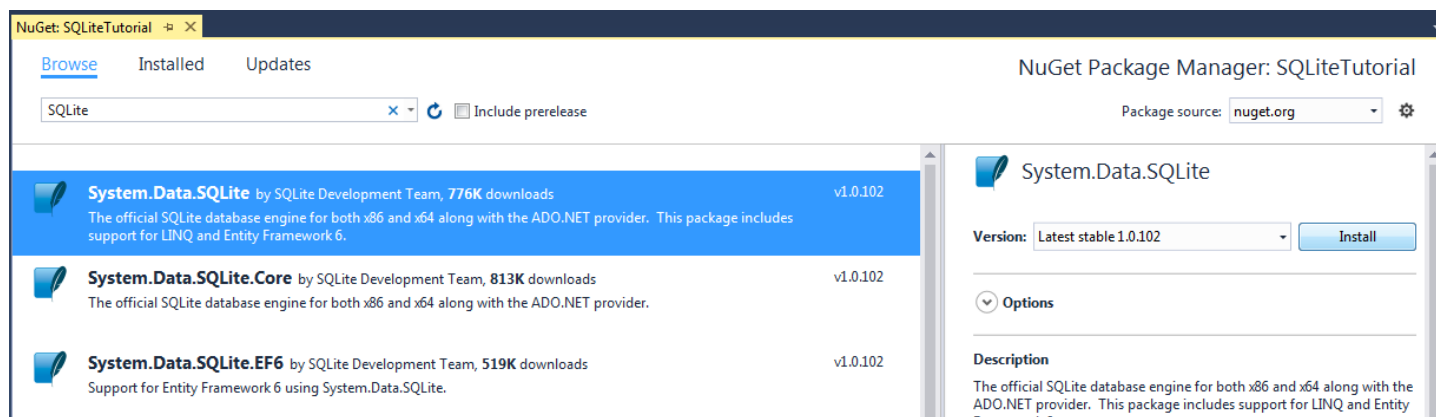 NuGet: SQLiteTutorial
Browse Installed Updates
NuGet Package Manager: SQLiteTutorial
SQLite
Include prerelease
Package source: nuget.org
System.Data.SQLite by SQLite Development Team, 776K downloads v1.0.102
The official SQLite database engine for both x86 and x64 along with the ADO.NET provider. This package includes
support for LINQ and Entity Framework 6.
System.Data.SQLite.Core by SQLite Development Team, 813K downloads v1.0.102
The official SQLite database engine for both x86 and x64 along with the ADO.NET provider.
System.Data.SQLite.EF6 by SQLite Development Team, 519K downloads v1.0.102
Support for Entity Framework 6 using System.Data.SQLite.
System.Data.SQLite
Version: Latest stable 1.0.102 Install
Options
Description
The official SQLite database engine for both x86 and x64 along with the
ADO.NET provider. This package includes support for LINQ and Entity